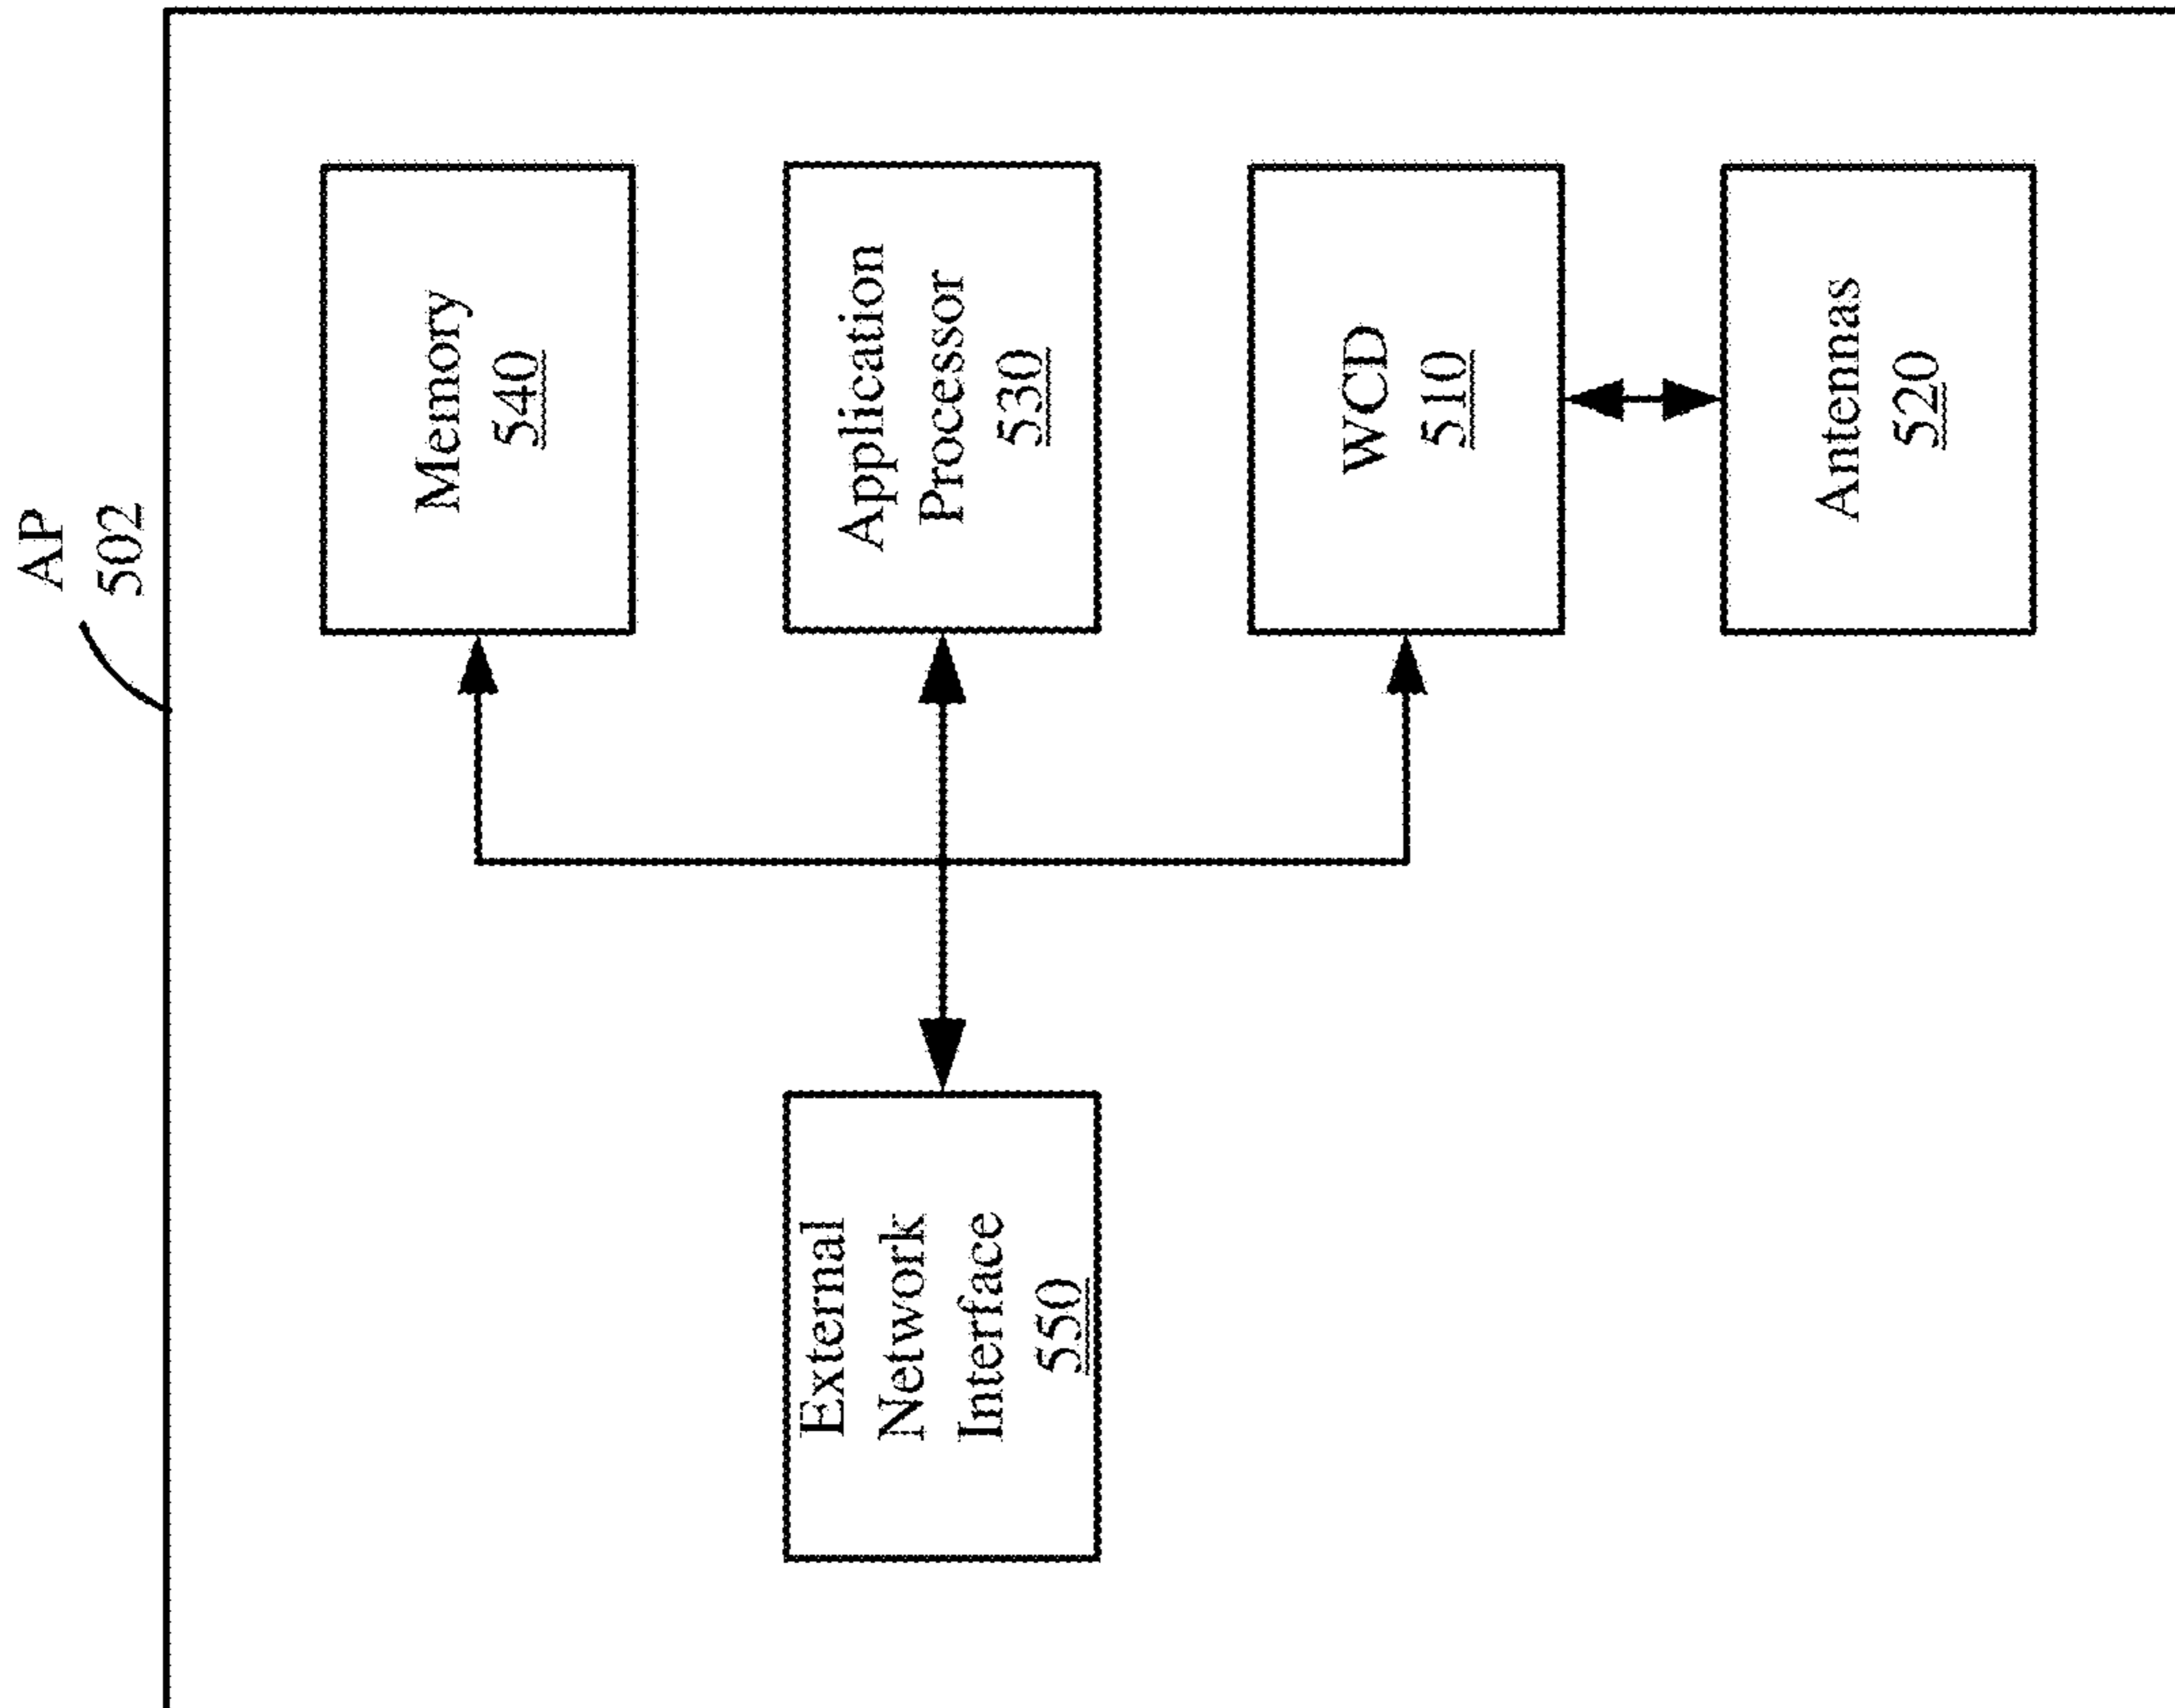 AP
502
Memory
540
Application
Processor
530
WCD
510
Antennas
520
External
Network
Interface
550